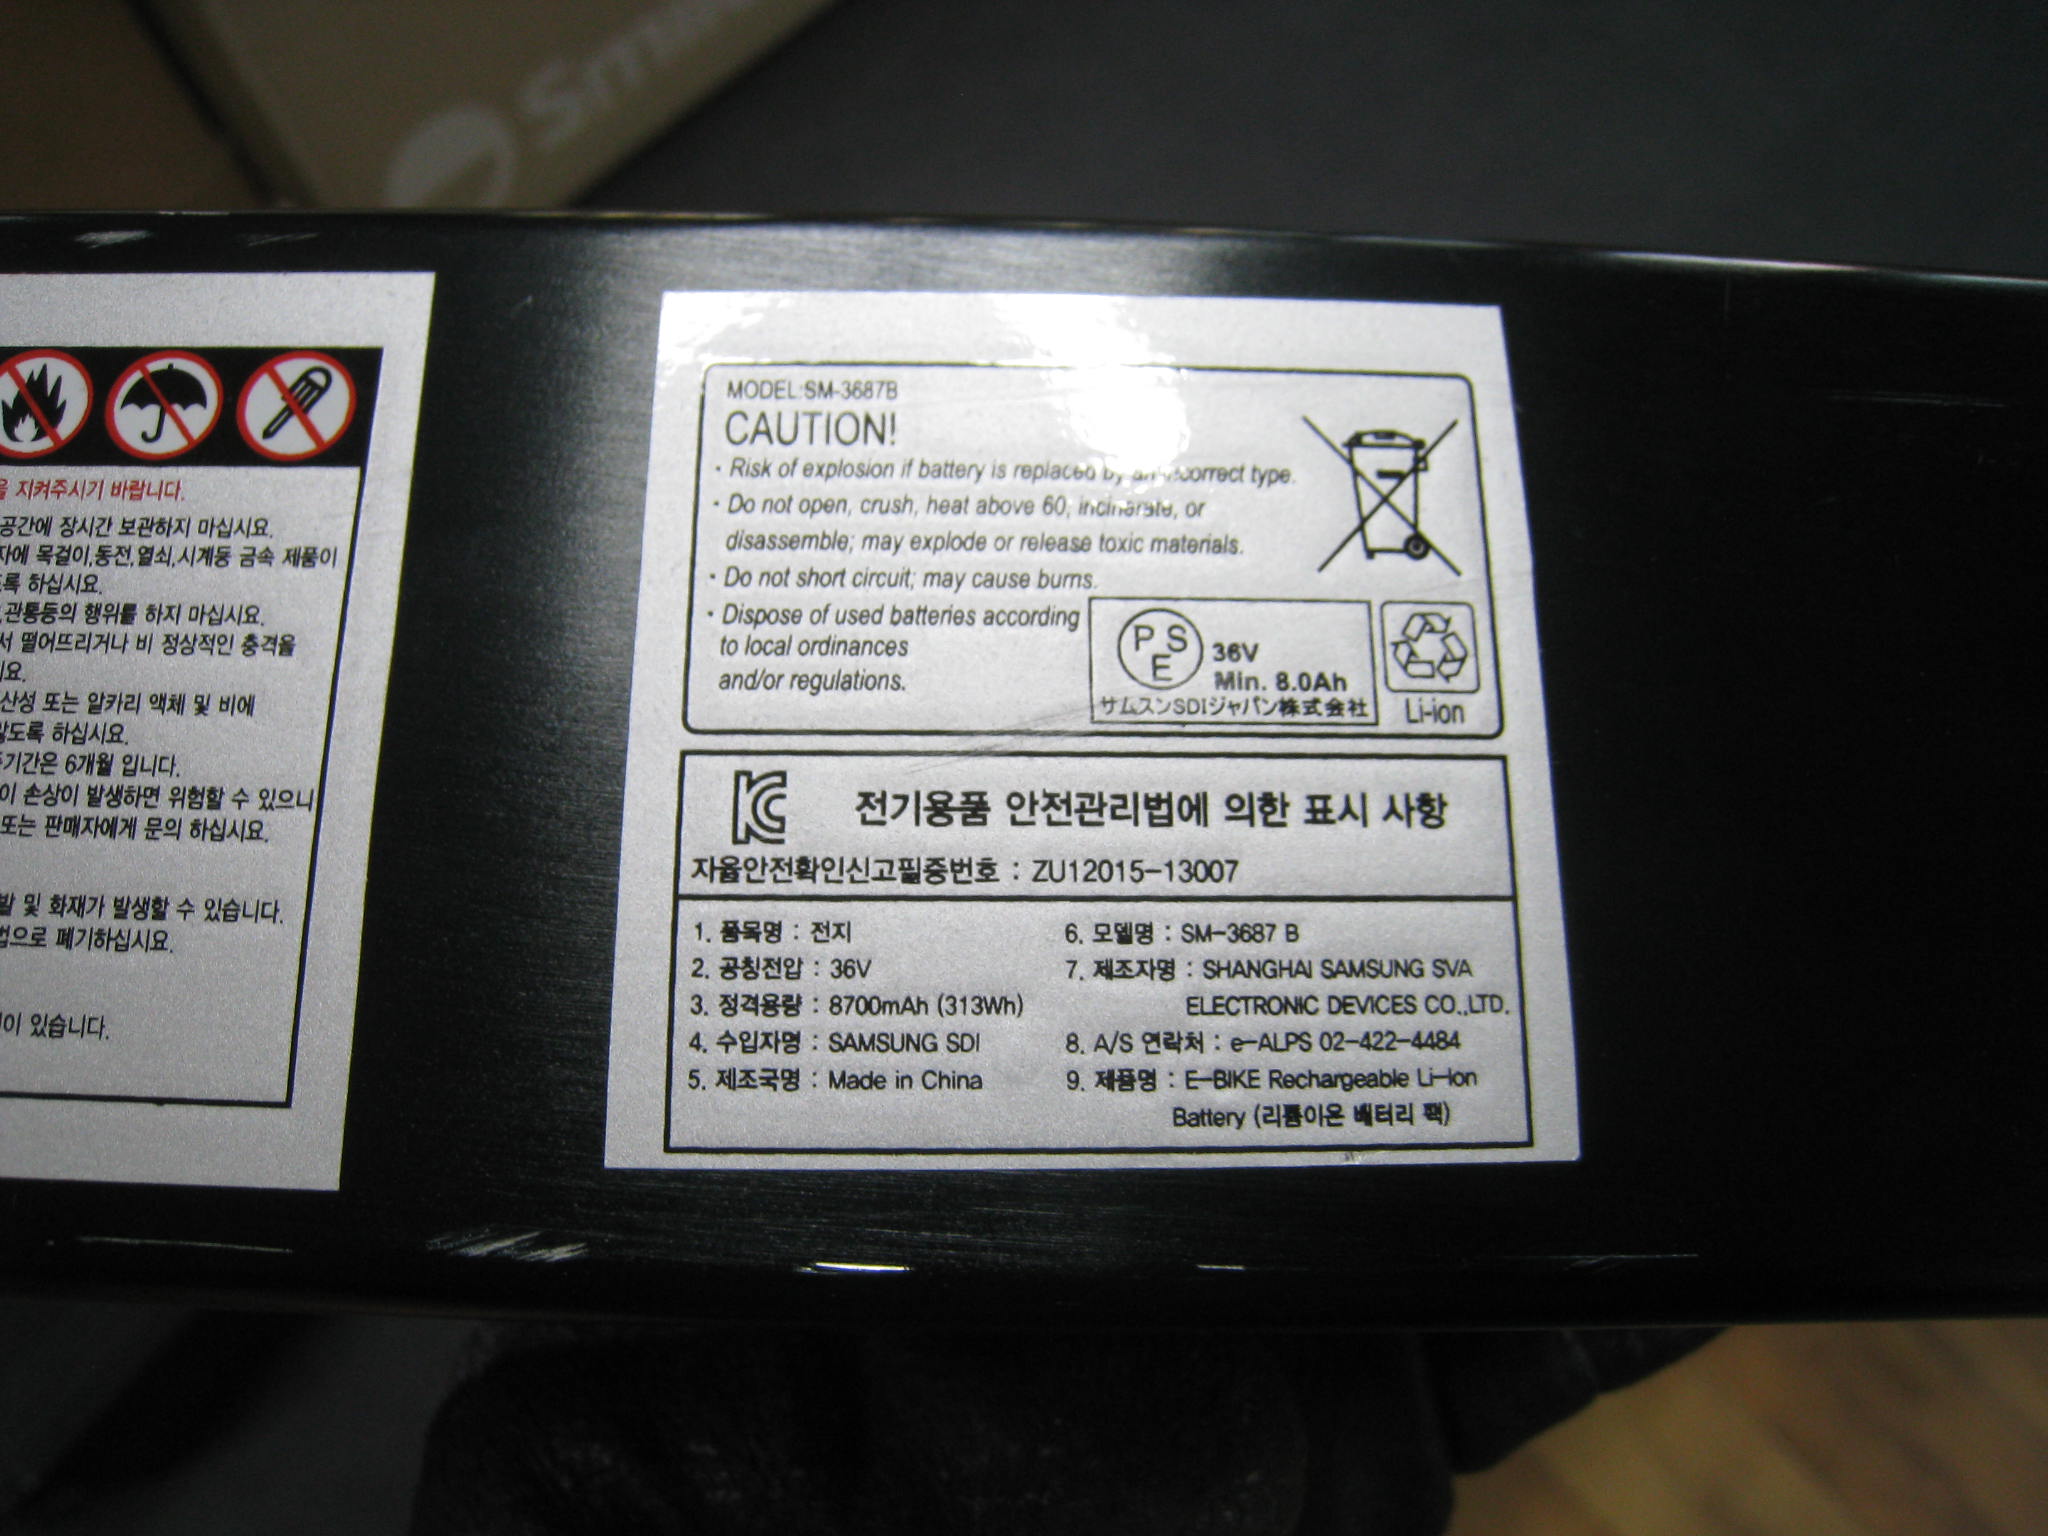 Sm
지켜주시기 바랍니다.
공간에 장시간 보관하지 마십시요.
목걸이,동전,열쇠,시계등 금속 제품이
하십시요.
관통등의 행위를 하지 마십시요.
떨어뜨리거나 비 정상적인 충격을
산성 또는 알카리 액체 및 비에
않도록 하십시요.
기간은 6개월 입니다.
이 손상이 발생하면 위험할 수 있으니
또는 판매자에게 문의 하십시요.
및 화재가 발생할 수 있습니다.
폐기하십시요.
있습니다.
MODEL:SM-3687B
CAUTION!
· Risk of explosion if battery is replaced by an incorrect type.
· Do not open, crush, heat above 60; incinerate, or
disassemble; may explode or release toxic materials.
· Do not short circuit; may cause burns.
· Dispose of used batteries according
to local ordinances
and/or regulations.
PSE
36V
Min. 8.0Ah
サムスンSDIジャパン株式会社
Li-ion
전기용품 안전관리법에 의한 표시 사항
자율안전확인신고필증번호 : ZU12015-13007
1. 품목명 : 전지
2. 공칭전압 : 36V
3. 정격용량 : 8700mAh (313Wh)
4. 수입자명 : SAMSUNG SDI
5. 제조국명 : Made in China
6. 모델명 : SM-3687 B
7. 제조자명 : SHANGHAI SAMSUNG SVA
ELECTRONIC DEVICES CO.,LTD.
8. A/S 연락처 : e-ALPS 02-422-4484
9. 제품명 : E-BIKE Rechargeable Li-Ion
Battery (리튬이온 배터리 팩)